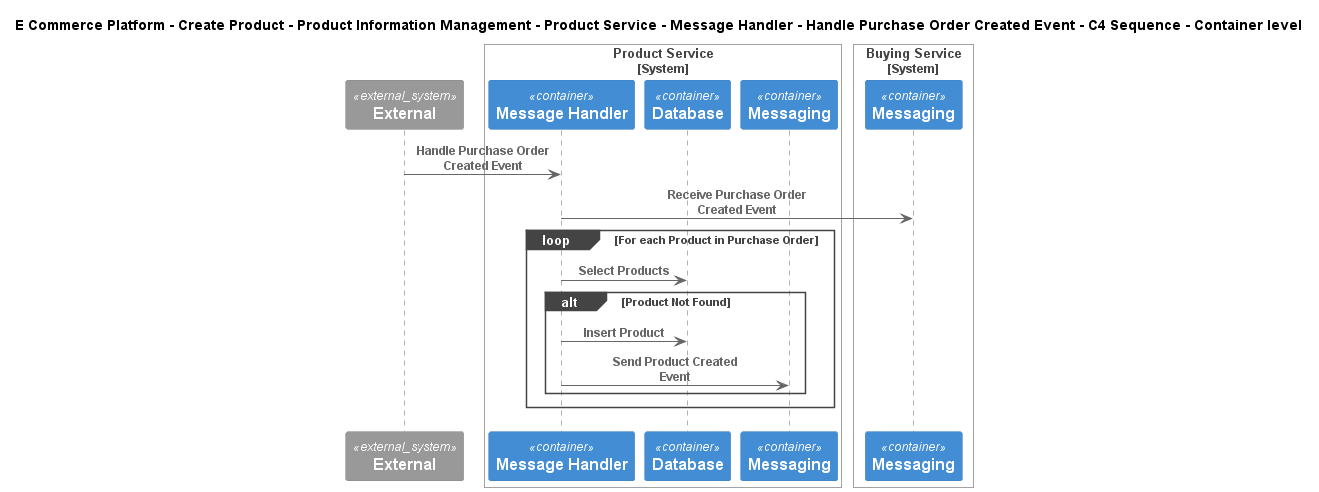 E Commerce Platform - Create Product - Product Information Management - Product Service - Message Handler - Handle Purchase Order Created Event - C4 Sequence - Container level
Product Service
[System]
Buying Service
[System]
«external_system»
External
«container»
Message Handler
«container»
Database
«container»
Messaging
«container»
Messaging
Handle Purchase Order
Created Event
Receive Purchase Order
Created Event
loop
[For each Product in Purchase Order]
Select Products
alt
[Product Not Found]
Insert Product
Send Product Created
Event
«external_system»
External
«container»
Message Handler
«container»
Database
«container»
Messaging
«container»
Messaging